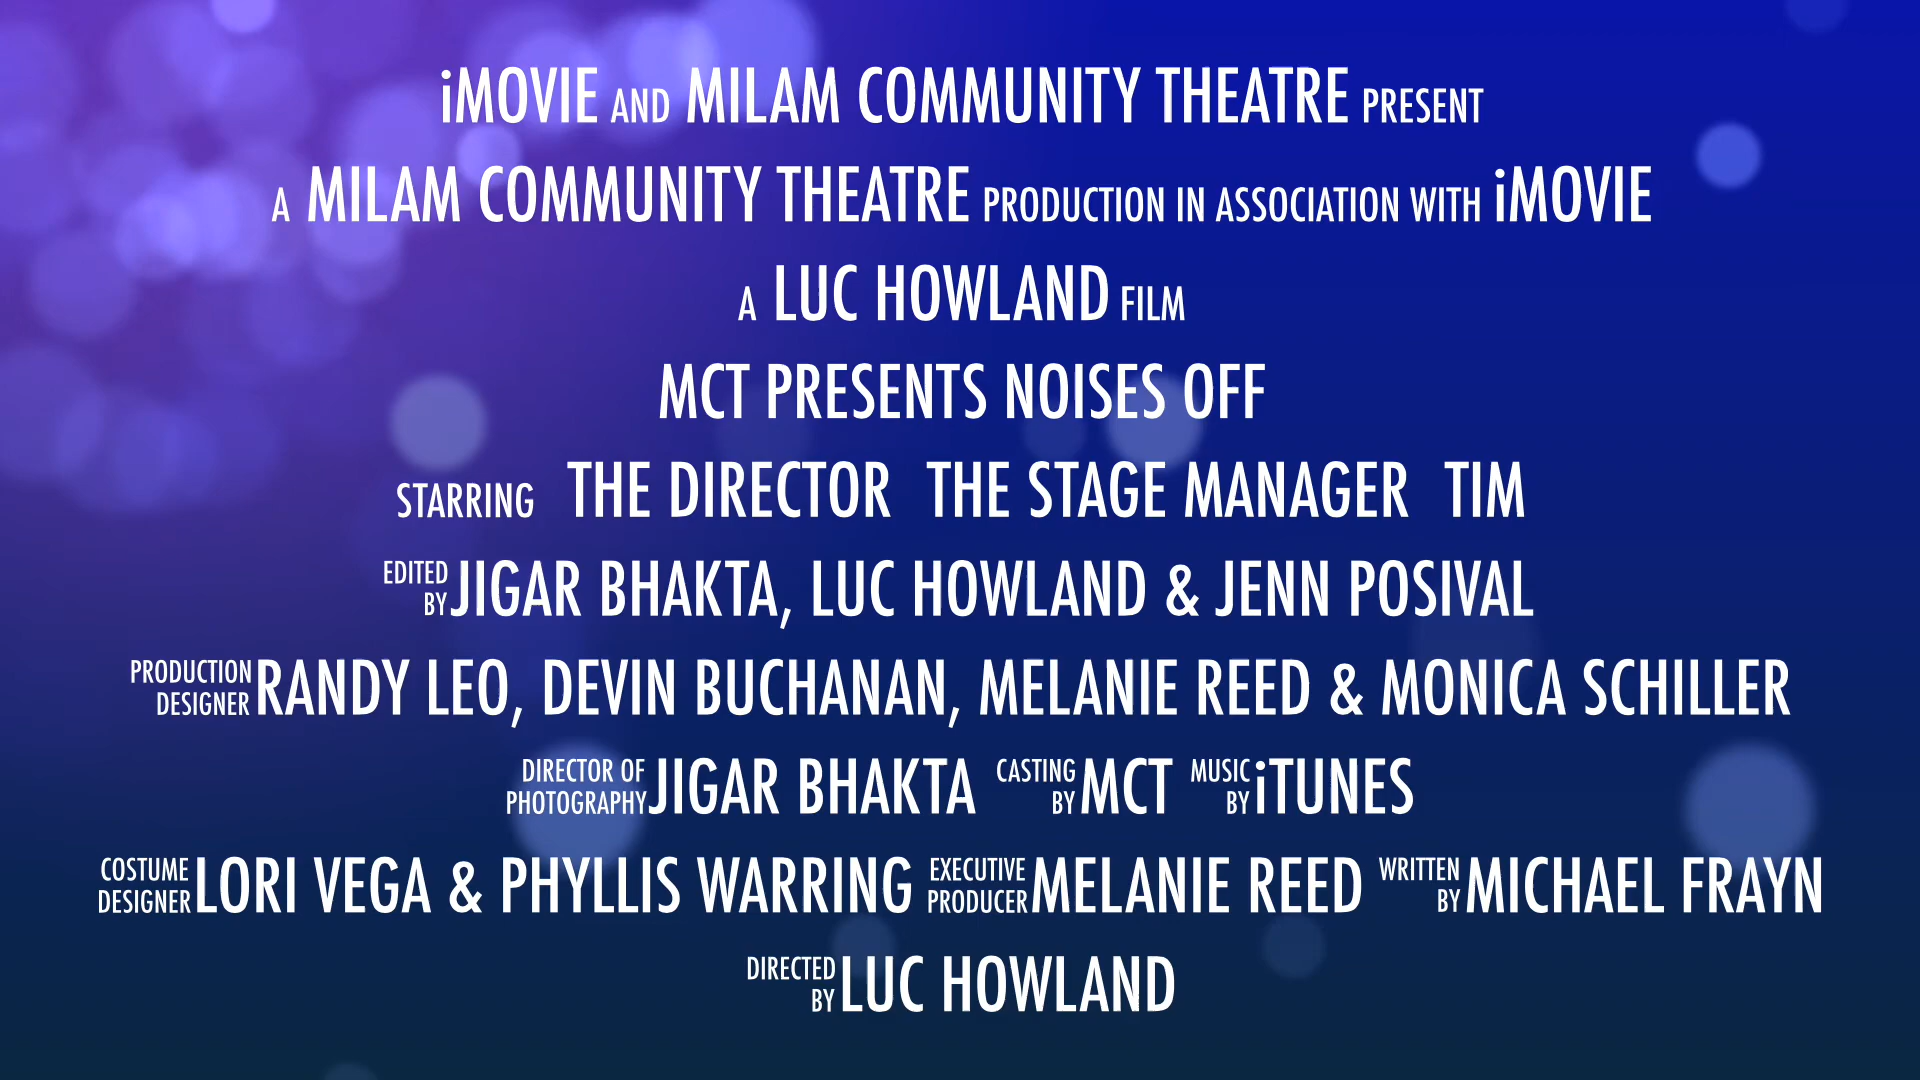 iMOVIE AND MILAM COMMUNITY THEATRE PRESENT
A MILAM COMMUNITY THEATRE PRODUCTION IN ASSOCIATION WITH iMOVIE
A LUC HOWLAND FILM
MCT PRESENTS NOISES OFF
STARRING THE DIRECTOR THE STAGE MANAGER TIM
EDITED BY JIGAR BHAKTA, LUC HOWLAND & JENN POSIVAL
PRODUCTION DESIGNER RANDY LEO, DEVIN BUCHANAN, MELANIE REED & MONICA SCHILLER
DIRECTOR OF PHOTOGRAPHY JIGAR BHAKTA CASTING BY MCT MUSIC BY iTUNES
COSTUME DESIGNER LORI VEGA & PHYLLIS WARRING EXECUTIVE PRODUCER MELANIE REED WRITTEN BY MICHAEL FRAYN
DIRECTED BY LUC HOWLAND